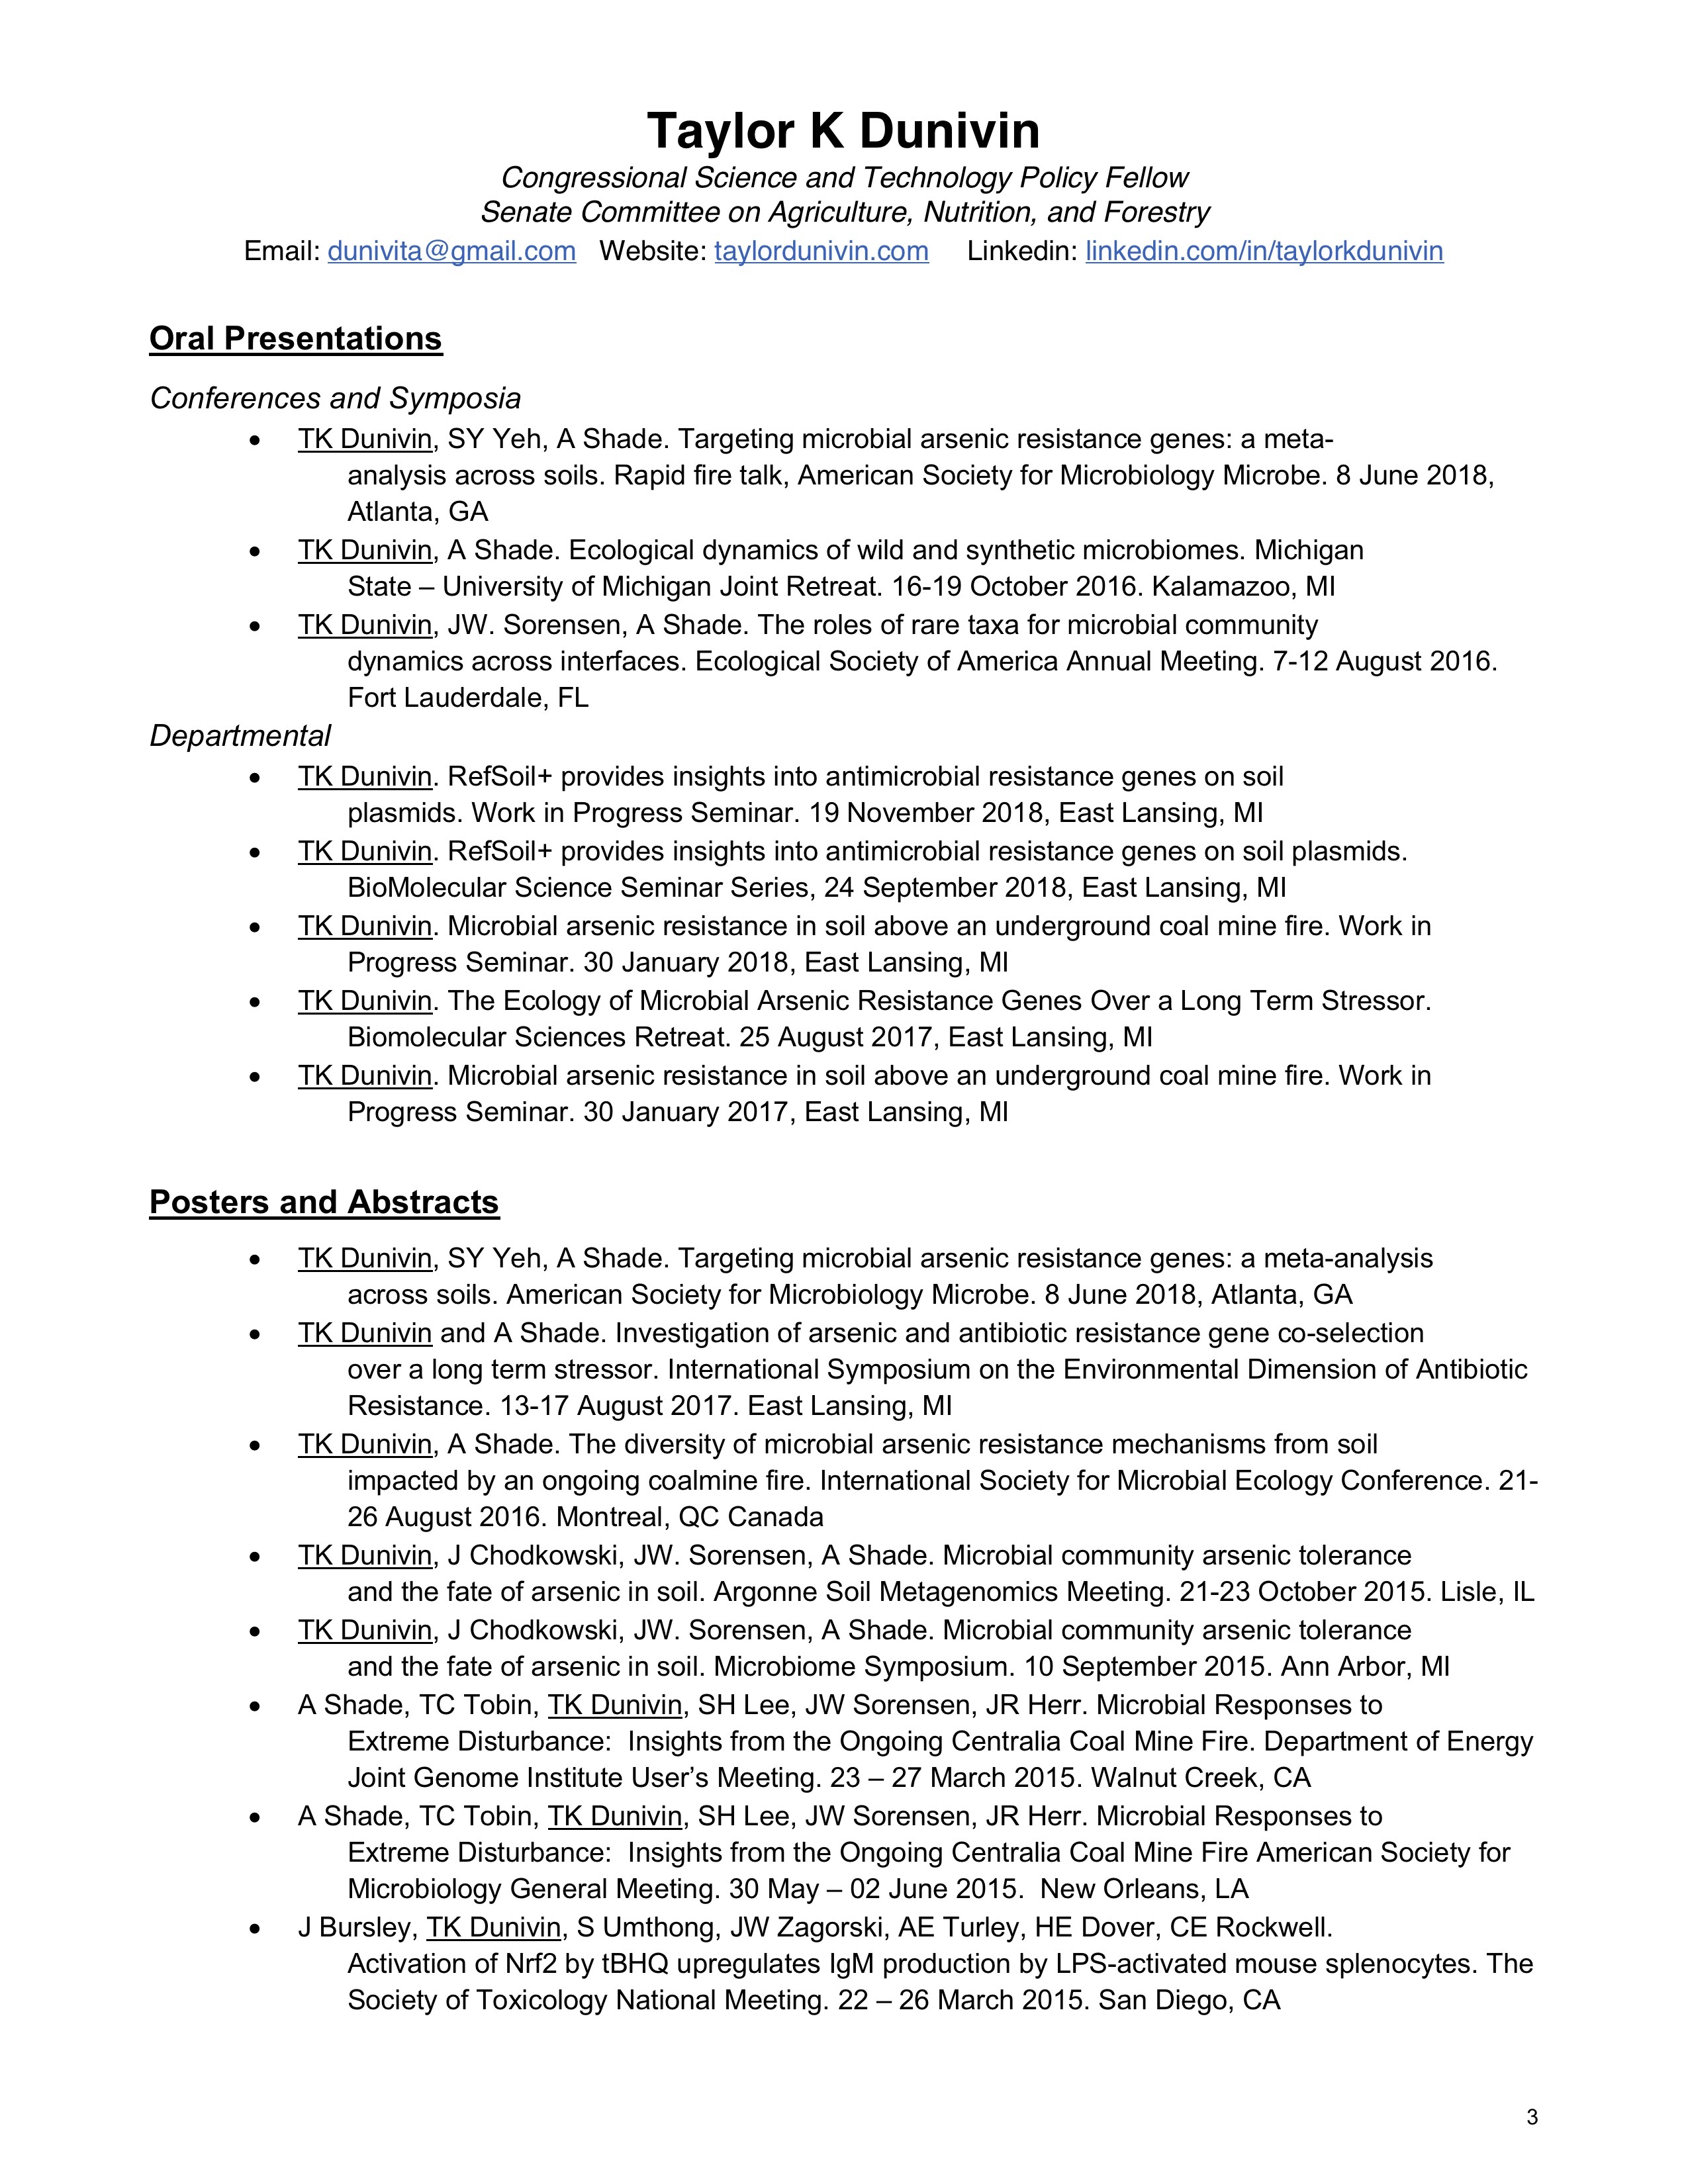 Taylor K Dunivin
Congressional Science and Technology Policy Fellow
Senate Committee on Agriculture, Nutrition, and Forestry
Email: dunivita@gmail.com Website: taylordunivin.com Linkedin: linkedin.com/in/taylorkdunivin
Oral Presentations
Conferences and Symposia
• TK Dunivin, SY Yeh, A Shade. Targeting microbial arsenic resistance genes: a meta-
analysis across soils. Rapid fire talk, American Society for Microbiology Microbe. 8 June 2018,
Atlanta, GA
• TK Dunivin, A Shade. Ecological dynamics of wild and synthetic microbiomes. Michigan
State – University of Michigan Joint Retreat. 16-19 October 2016. Kalamazoo, MI
• TK Dunivin, JW. Sorensen, A Shade. The roles of rare taxa for microbial community
dynamics across interfaces. Ecological Society of America Annual Meeting. 7-12 August 2016.
Fort Lauderdale, FL
Departmental
• TK Dunivin. RefSoil+ provides insights into antimicrobial resistance genes on soil
plasmids. Work in Progress Seminar. 19 November 2018, East Lansing, MI
• TK Dunivin. RefSoil+ provides insights into antimicrobial resistance genes on soil plasmids.
BioMolecular Science Seminar Series, 24 September 2018, East Lansing, MI
• TK Dunivin. Microbial arsenic resistance in soil above an underground coal mine fire. Work in
Progress Seminar. 30 January 2018, East Lansing, MI
• TK Dunivin. The Ecology of Microbial Arsenic Resistance Genes Over a Long Term Stressor.
Biomolecular Sciences Retreat. 25 August 2017, East Lansing, MI
• TK Dunivin. Microbial arsenic resistance in soil above an underground coal mine fire. Work in
Progress Seminar. 30 January 2017, East Lansing, MI
Posters and Abstracts
• TK Dunivin, SY Yeh, A Shade. Targeting microbial arsenic resistance genes: a meta-analysis
across soils. American Society for Microbiology Microbe. 8 June 2018, Atlanta, GA
• TK Dunivin and A Shade. Investigation of arsenic and antibiotic resistance gene co-selection
over a long term stressor. International Symposium on the Environmental Dimension of Antibiotic
Resistance. 13-17 August 2017. East Lansing, MI
• TK Dunivin, A Shade. The diversity of microbial arsenic resistance mechanisms from soil
impacted by an ongoing coalmine fire. International Society for Microbial Ecology Conference. 21-
26 August 2016. Montreal, QC Canada
• TK Dunivin, J Chodkowski, JW. Sorensen, A Shade. Microbial community arsenic tolerance
and the fate of arsenic in soil. Argonne Soil Metagenomics Meeting. 21-23 October 2015. Lisle, IL
• TK Dunivin, J Chodkowski, JW. Sorensen, A Shade. Microbial community arsenic tolerance
and the fate of arsenic in soil. Microbiome Symposium. 10 September 2015. Ann Arbor, MI
• A Shade, TC Tobin, TK Dunivin, SH Lee, JW Sorensen, JR Herr. Microbial Responses to
Extreme Disturbance:  Insights from the Ongoing Centralia Coal Mine Fire. Department of Energy
Joint Genome Institute User’s Meeting. 23 – 27 March 2015. Walnut Creek, CA
• A Shade, TC Tobin, TK Dunivin, SH Lee, JW Sorensen, JR Herr. Microbial Responses to
Extreme Disturbance:  Insights from the Ongoing Centralia Coal Mine Fire American Society for
Microbiology General Meeting. 30 May – 02 June 2015.  New Orleans, LA
• J Bursley, TK Dunivin, S Umthong, JW Zagorski, AE Turley, HE Dover, CE Rockwell.
Activation of Nrf2 by tBHQ upregulates IgM production by LPS-activated mouse splenocytes. The
Society of Toxicology National Meeting. 22 – 26 March 2015. San Diego, CA
3